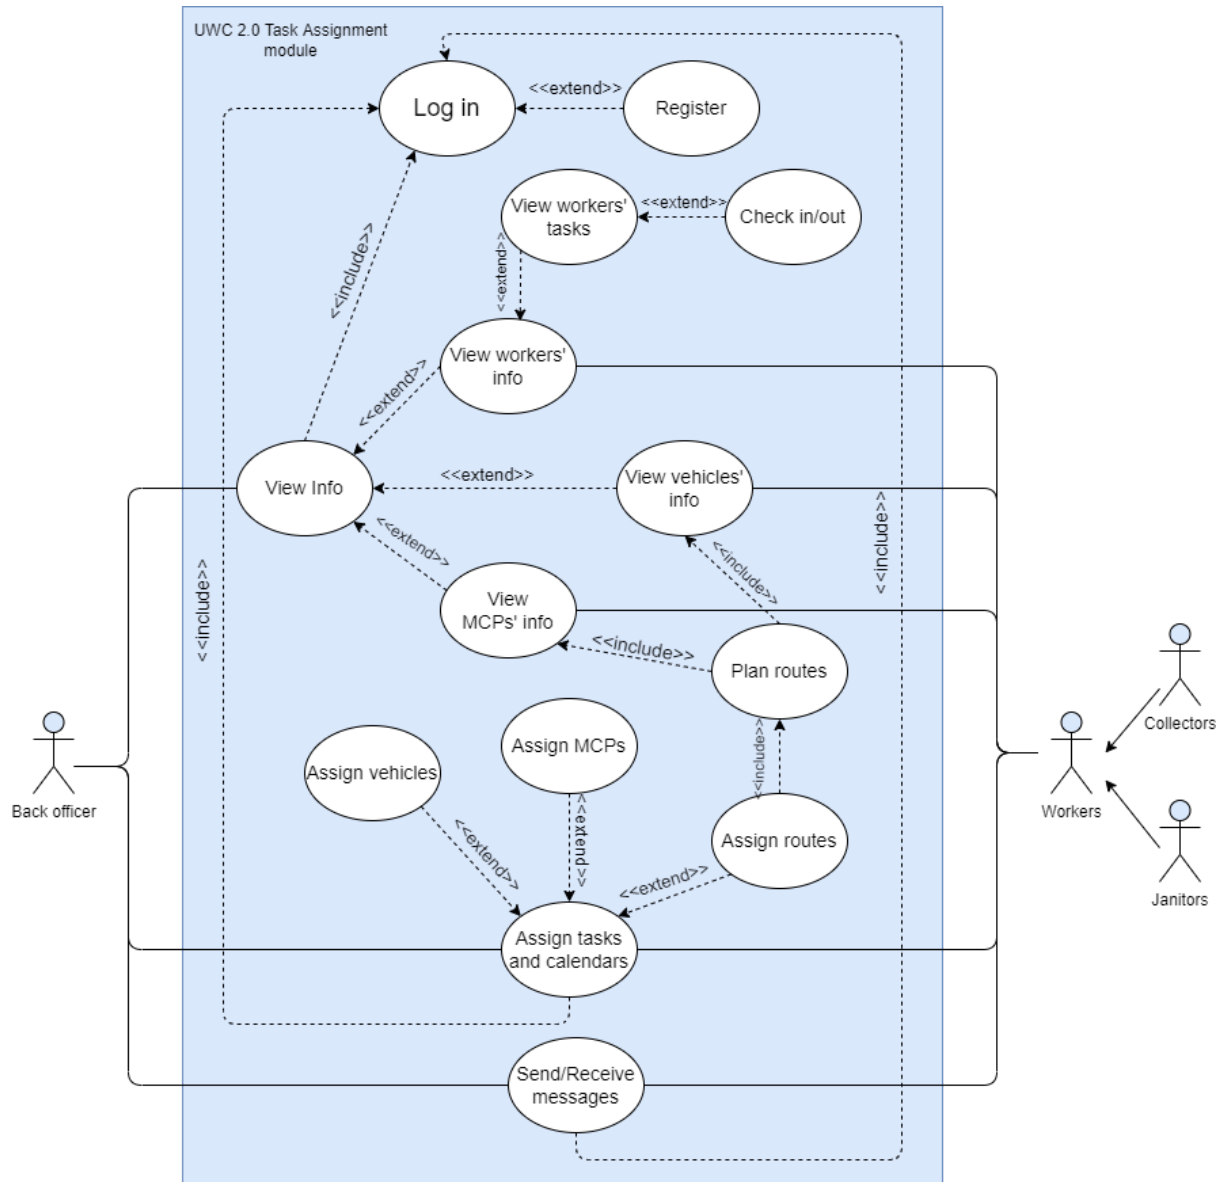 UWC 2.0 Task Assignment
module
Log in
<<extend>>
Register
View workers'
tasks
<<extend>>
Check in/out
<<include>>
<<extend>>
View workers'
info
<<extend>>
View Info
<<extend>>
View vehicles'
info
<<include>>
<<extend>>
<<include>>
<<include>>
View
MCPs' info
<<include>>
Plan routes
Collectors
Back officer
Assign vehicles
Assign MCPs
<<include>>
Workers
<<extend>>
<<extend>>
Assign routes
<<extend>>
Janitors
Assign tasks
and calendars
Send/Receive
messages